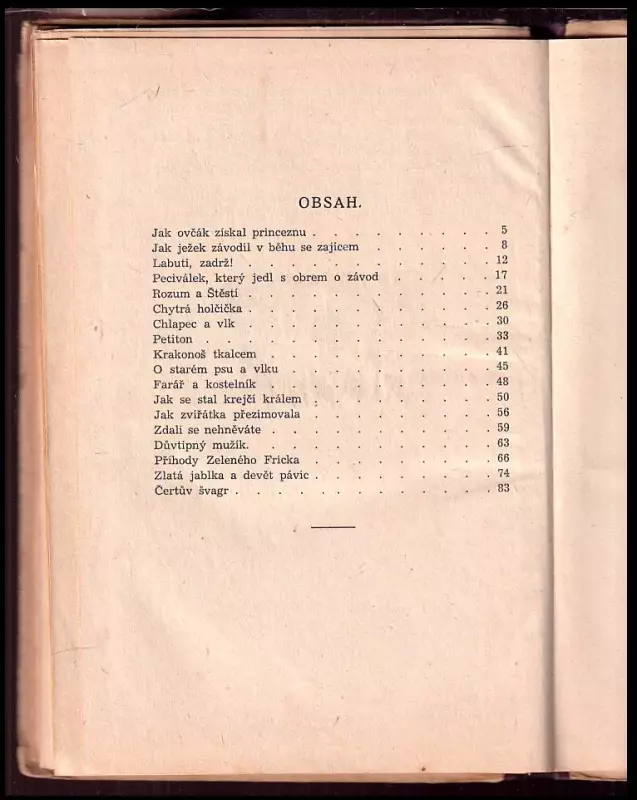 OBSAH.
Jak ovčák získal princeznu . . . . . . . . . 5
Jak ježek závodil v běhu se zajícem . . . . . . 8
Labuti, zadrž! . . . . . . . . . . . . 12
Peciválek, který jedl s obrem o závod . . . . . 17
Rozum a Štěstí . . . . . . . . . . . . 21
Chytrá holčička . . . . . . . . . . . . 26
Chlapec a vlk . . . . . . . . . . . . 30
Petiton . . . . . . . . . . . . . . 33
Krakonoš tkalcem . . . . . . . . . . . 41
O starém psu a vlku . . . . . . . . . . 45
Farář a kostelník . . . . . . . . . . . 48
Jak se stal krejčí králem . . . . . . . . . 50
Jak zvířátka přezimovala . . . . . . . . . 56
Zdali se nehněváte . . . . . . . . . . . 59
Důvtipný mužík. . . . . . . . . . . . 63
Příhody Zeleného Fricka . . . . . . . . . 66
Zlatá jablka a devět pávic . . . . . . . . . 74
Čertův švagr . . . . . . . . . . . . . 83